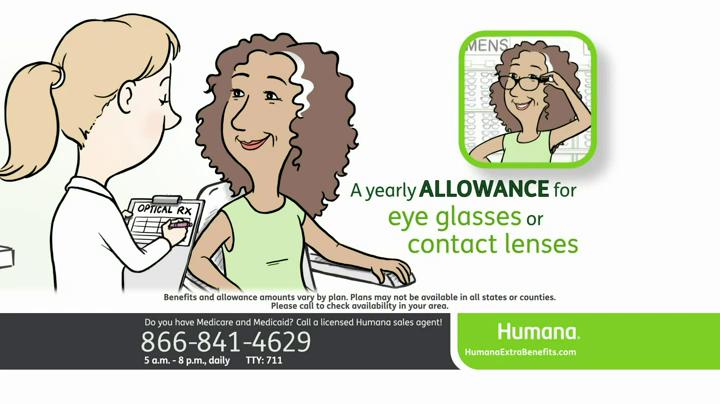 MENS
OPTICAL RX
A yearly ALLOWANCE for
eye glasses or
contact lenses
Benefits and allowance amounts vary by plan. Plans may not be available in all states or counties.
Please call to check availability in your area.
Do you have Medicare and Medicaid? Call a licensed Humana sales agent!
866-841-4629
5 a.m. - 8 p.m., daily TTY: 711
Humana.
HumanaExtraBenefits.com